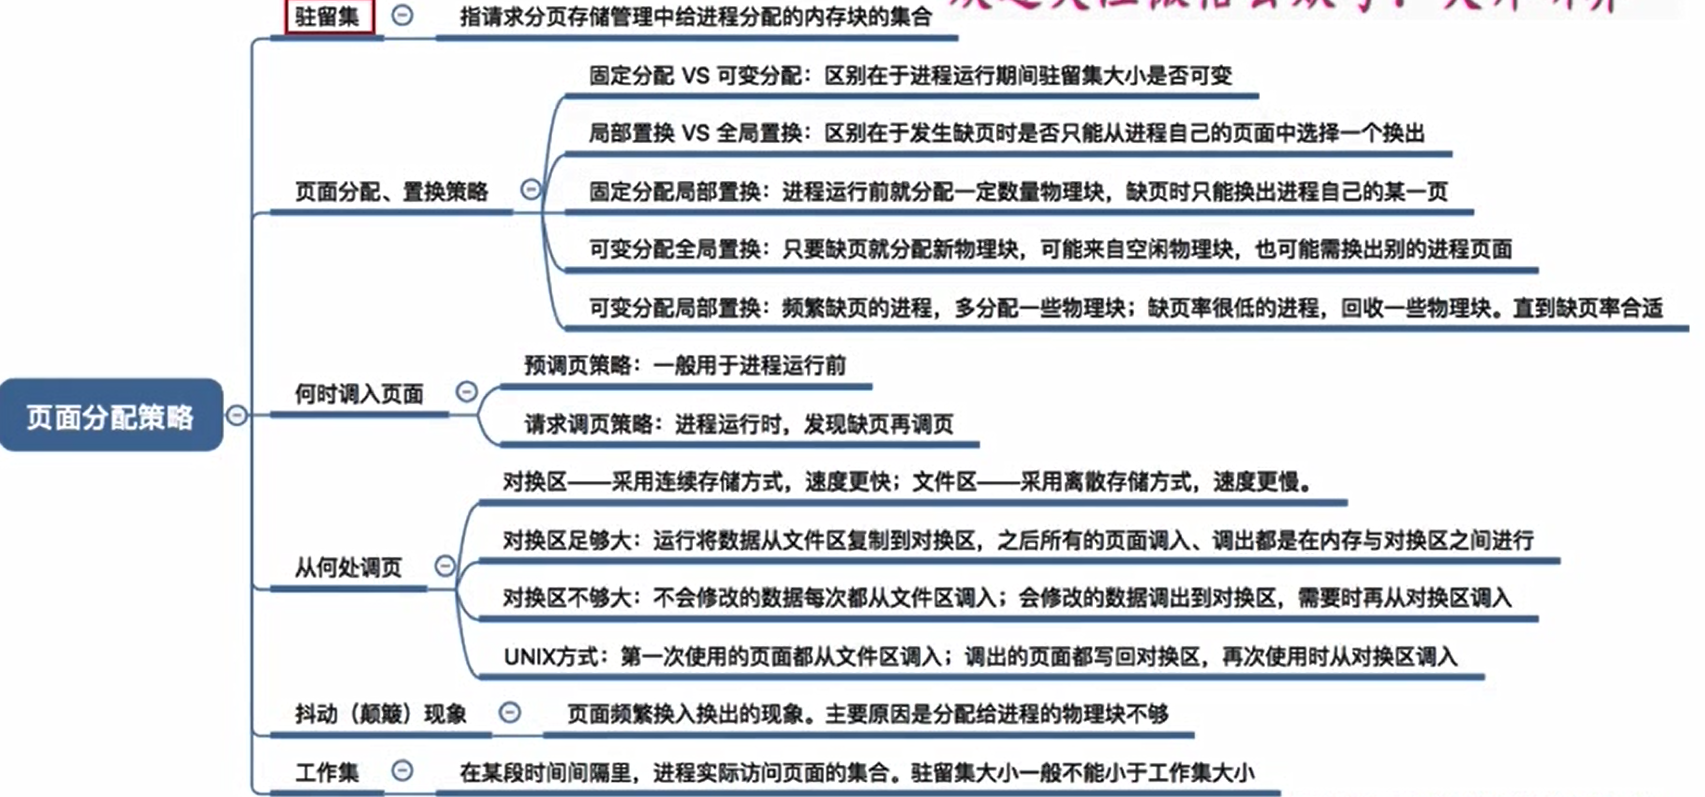 驻留集
指请求分页存储管理中给进程分配的内存块的集合
固定分配 VS 可变分配：区别在于进程运行期间驻留集大小是否可变
局部置换 VS 全局置换：区别在于发生缺页时是否只能从进程自己的页面中选择一个换出
页面分配、置换策略
固定分配局部置换：进程运行前就分配一定数量物理块，缺页时只能换出进程自己的某一页
可变分配全局置换：只要缺页就分配新物理块，可能来自空闲物理块，也可能需换出别的进程页面
可变分配局部置换：频繁缺页的进程，多分配一些物理块；缺页率很低的进程，回收一些物理块。直到缺页率合适
预调页策略：一般用于进程运行前
何时调入页面
请求调页策略：进程运行时，发现缺页再调页
页面分配策略
对换区——采用连续存储方式，速度更快；文件区——采用离散存储方式，速度更慢。
对换区足够大：运行将数据从文件区复制到对换区，之后所有的页面调入、调出都是在内存与对换区之间进行
从何处调页
对换区不够大：不会修改的数据每次都从文件区调入；会修改的数据调出到对换区，需要时再从对换区调入
UNIX方式：第一次使用的页面都从文件区调入；调出的页面都写回对换区，再次使用时从对换区调入
抖动（颠簸）现象
页面频繁换入换出的现象。主要原因是分配给进程的物理块不够
工作集
在某段时间间隔里，进程实际访问页面的集合。驻留集大小一般不能小于工作集大小